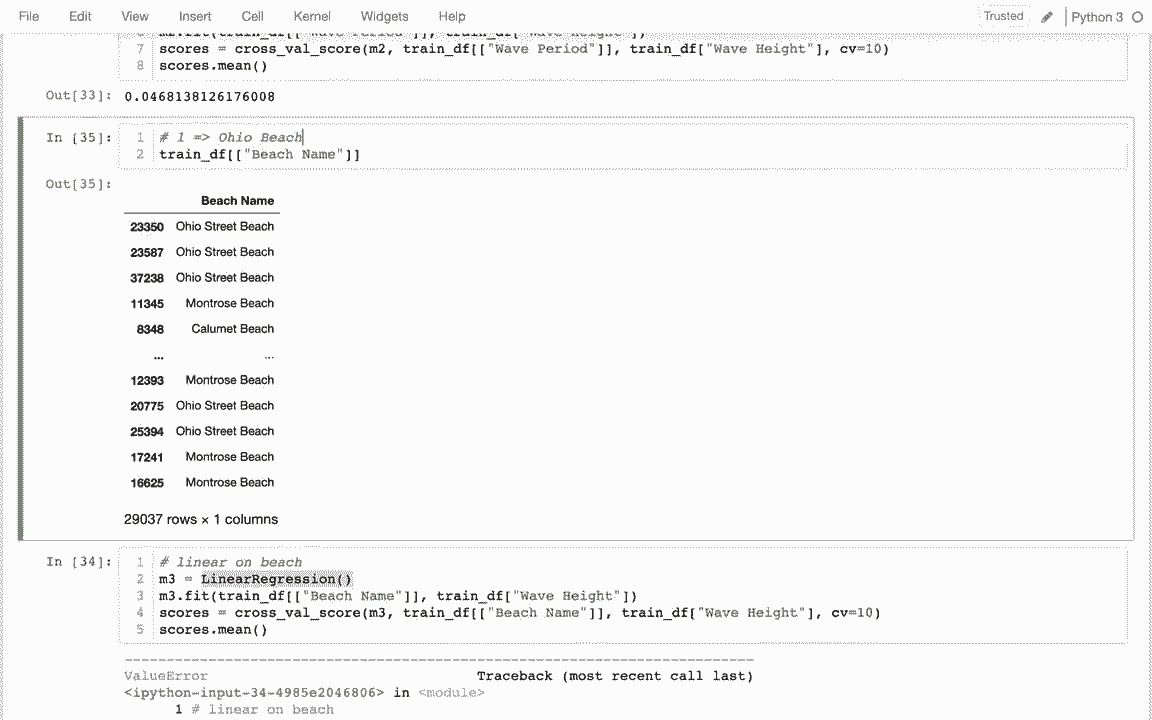 File Edit View Insert Cell Kernel Widgets Help Trusted Python 3
7 scores = cross_val_score(m2, train_df[["Wave Period"]], train_df["Wave Height"], cv=10)
8 scores.mean()
Out[33]: 0.0468138126176008
In [35]: 1 # 1 => Ohio Beach
2 train_df[["Beach Name"]]
Out[35]:
Beach Name
23350 Ohio Street Beach
23587 Ohio Street Beach
37238 Ohio Street Beach
11345 Montrose Beach
8348 Calumet Beach
... ...
12393 Montrose Beach
20775 Ohio Street Beach
25394 Ohio Street Beach
17241 Montrose Beach
16625 Montrose Beach
29037 rows × 1 columns
In [34]: 1 # linear on beach
2 m3 = LinearRegression()
3 m3.fit(train_df[["Beach Name"]], train_df["Wave Height"])
4 scores = cross_val_score(m3, train_df[["Beach Name"]], train_df["Wave Height"], cv=10)
5 scores.mean()
---------------------------------------------------------------------------
ValueError Traceback (most recent call last)
<ipython-input-34-4985e2046806> in <module>
1 # linear on beach